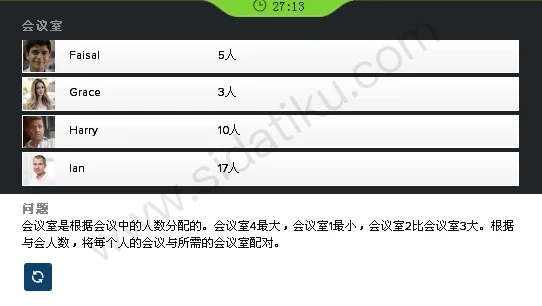 27:13
会议室
Faisal 5人
Grace 3人
Harry 10人
Ian 17人
问题
会议室是根据会议中的人数分配的。会议室4最大，会议室1最小，会议室2比会议室3大。根据
与会人数，将每个人的会议与所需的会议室配对。
www.sidatiku.com